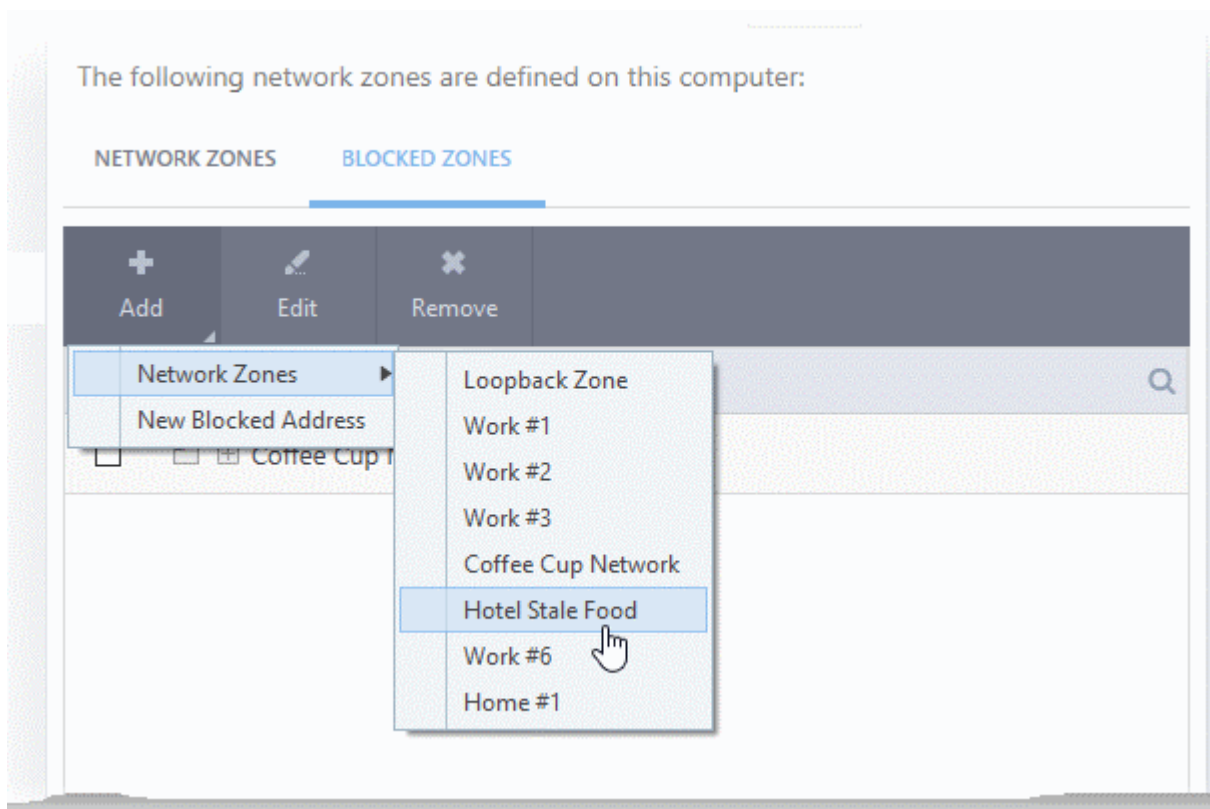 The following network zones are defined on this computer:
NETWORK ZONES BLOCKED ZONES
Add Edit Remove
Network Zones
New Blocked Address
Loopback Zone
Work #1
Work #2
Work #3
Coffee Cup Network
Hotel Stale Food
Work #6
Home #1
Coffee Cup